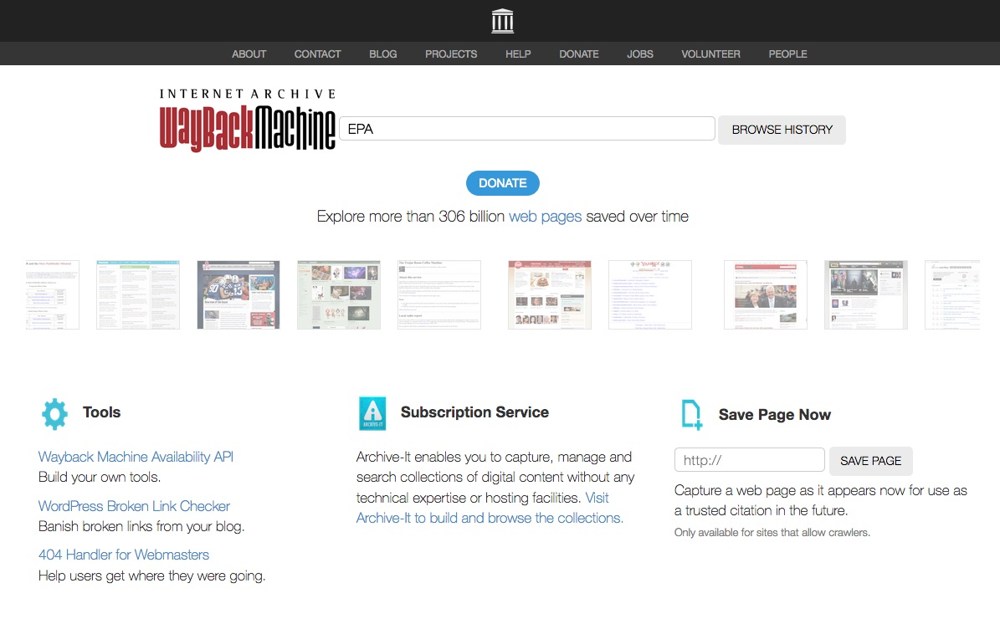 ABOUT CONTACT BLOG PROJECTS HELP DONATE JOBS VOLUNTEER PEOPLE
INTERNET ARCHIVE
WayBackMachine
EPA
BROWSE HISTORY
DONATE
Explore more than 306 billion web pages saved over time
Tools
Wayback Machine Availability API
Build your own tools.
WordPress Broken Link Checker
Banish broken links from your blog.
404 Handler for Webmasters
Help users get where they were going.
ARCHIVE-IT
Subscription Service
Archive-It enables you to capture, manage and
search collections of digital content without any
technical expertise or hosting facilities. Visit
Archive-It to build and browse the collections.
Save Page Now
http://
SAVE PAGE
Capture a web page as it appears now for use as
a trusted citation in the future.
Only available for sites that allow crawlers.